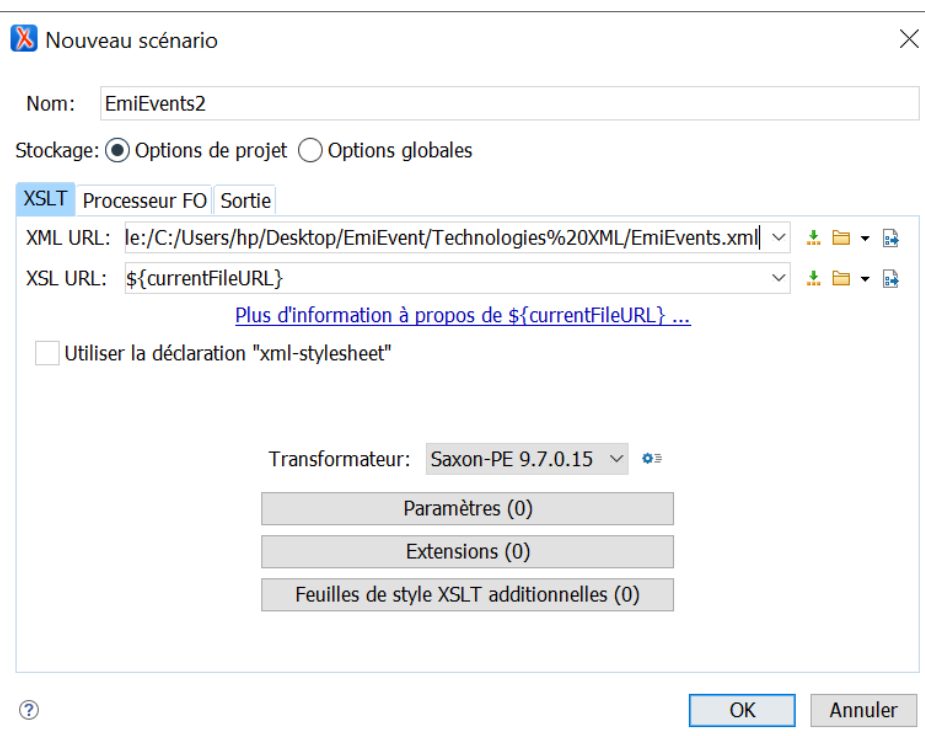 Nouveau scénario
Nom: EmiEvents2
Stockage: Options de projet Options globales
XSLT Processeur FO Sortie
XML URL: le:/C:/Users/hp/Desktop/EmiEvent/Technologies%20XML/EmiEvents.xml
XSL URL: ${currentFileURL}
Plus d'information à propos de ${currentFileURL} ...
Utiliser la déclaration "xml-stylesheet"
Transformateur: Saxon-PE 9.7.0.15
Paramètres (0)
Extensions (0)
Feuilles de style XSLT additionnelles (0)
? OK Annuler